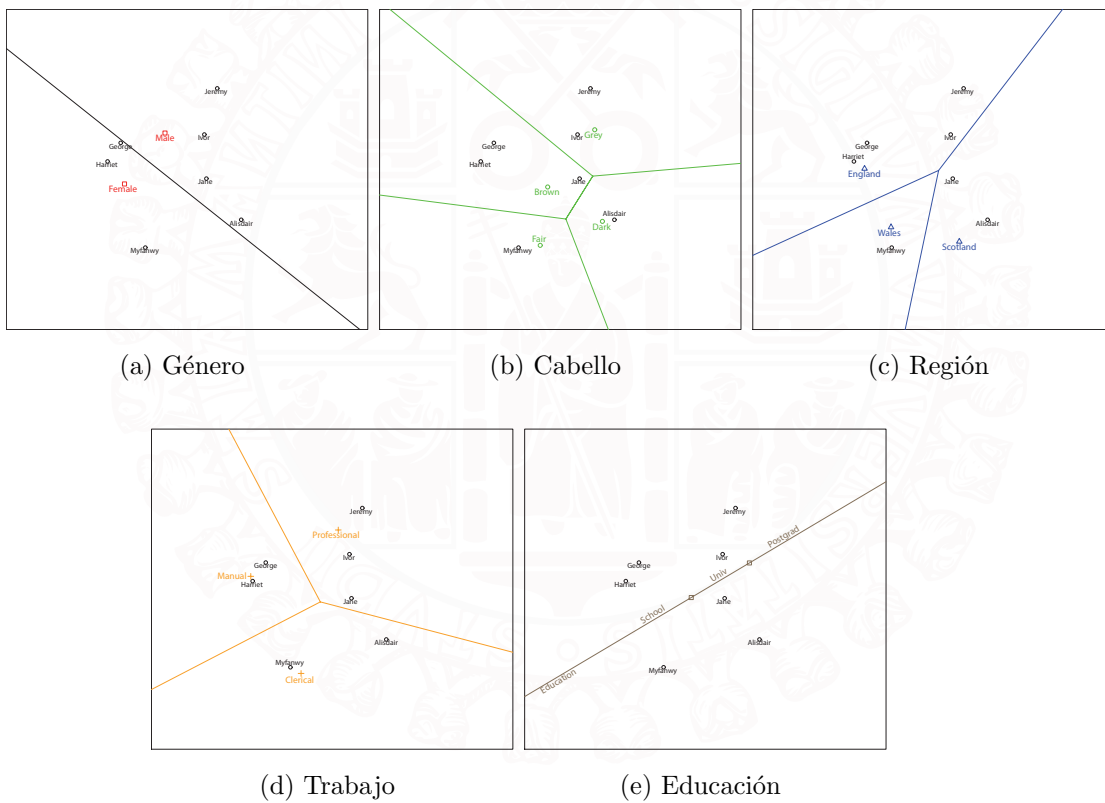 Jeremy
Male
Ivor
George
Harriet
Jane
Female
Alisdair
Myfanwy
(a) Género
Jeremy
Grey
Ivor
George
Harriet
Jane
Brown
Alisdair
Dark
Fair
Myfanwy
(b) Cabello
Jeremy
Ivor
George
Harriet
England
Jane
Alisdair
Wales
Scotland
Myfanwy
(c) Región
Jeremy
Professional
Ivor
George
Manual
Harriet
Jane
Alisdair
Myfanwy
Clerical
(d) Trabajo
Jeremy
Postgrad
Ivor
George
Univ
Harriet
Jane
School
Alisdair
Myfanwy
Education
(e) Educación